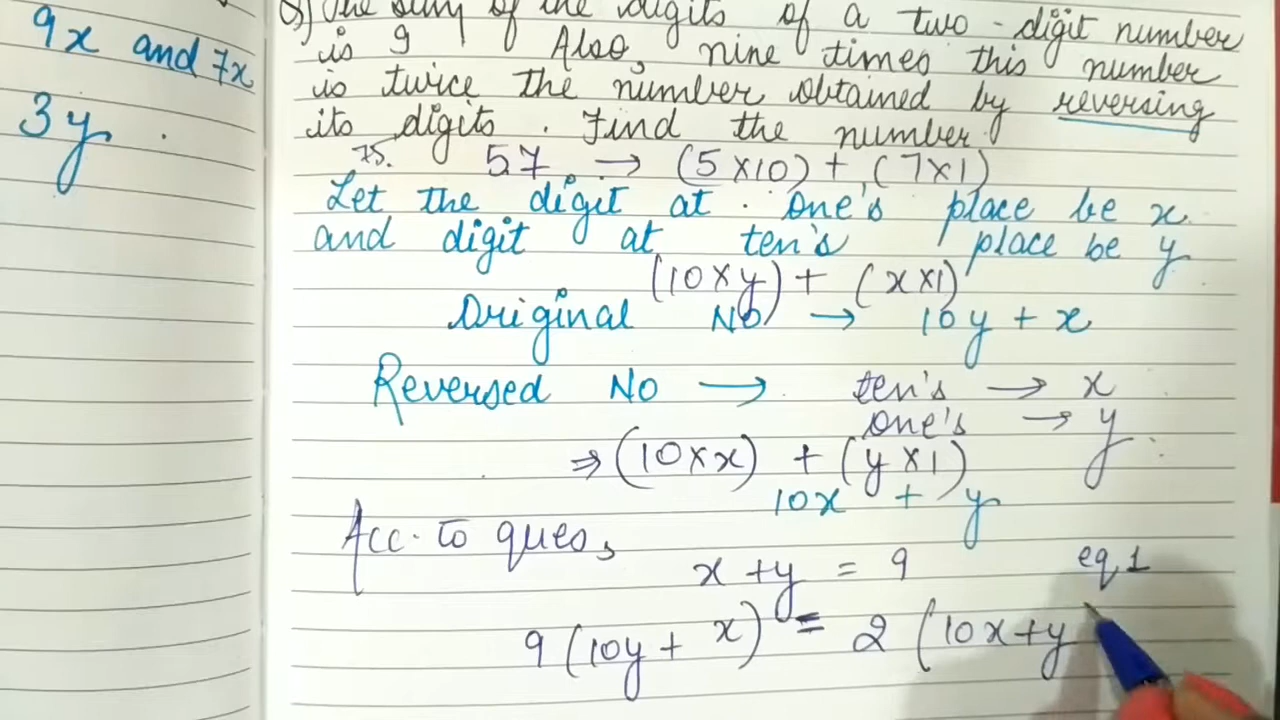 9x and 7x
3y
Q) The sum of the digits of a two-digit number
is 9. Also, nine times this number
is twice the number obtained by reversing
its digits. Find the number.
75. 57 → (5×10) + (7×1)
Let the digit at one's place be x
and digit at ten's place be y
(10×y) + (x×1)
Original No → 10y + x
Reversed No → ten's → x
one's → y
⇒ (10×x) + (y×1)
10x + y
Acc. to ques,
x + y = 9 eq 1
9(10y + x) = 2(10x+y